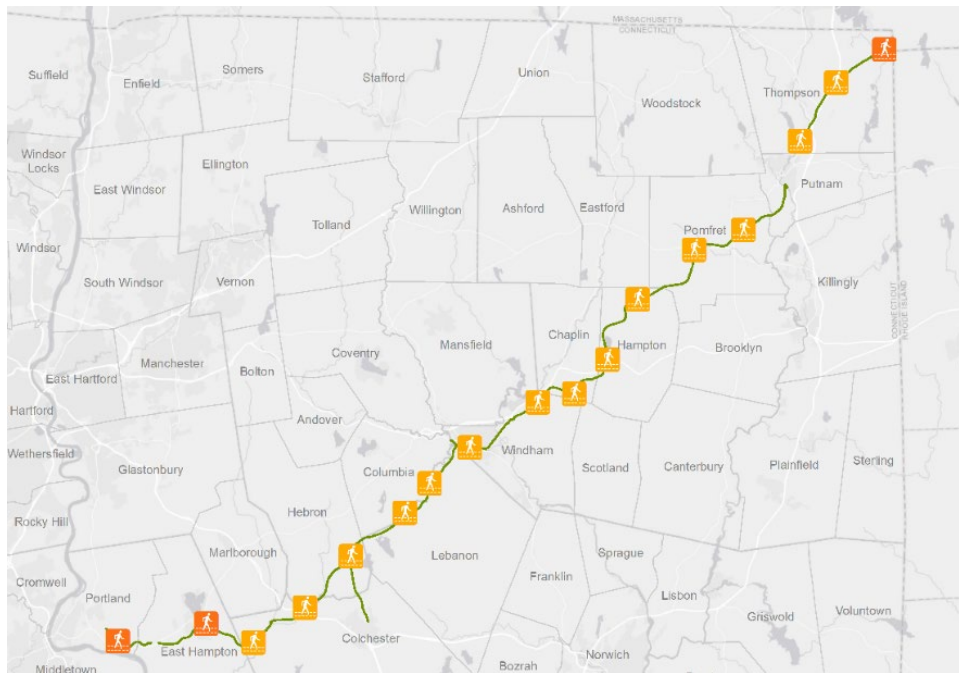 MASSACHUSETTS
CONNECTICUT
Suffield
Enfield
Somers
Stafford
Union
Woodstock
Thompson
Windsor
Locks
East Windsor
Ellington
Tolland
Willington
Ashford
Eastford
Pomfret
Putnam
Windsor
South Windsor
Vernon
Killingly
CONNECTICUT
RHODE ISLAND
East Hartford
Manchester
Bolton
Coventry
Mansfield
Chaplin
Hampton
Brooklyn
Hartford
Wethersfield
Glastonbury
Andover
Columbia
Windham
Scotland
Canterbury
Plainfield
Sterling
Rocky Hill
Hebron
Marlborough
Lebanon
Sprague
Franklin
Lisbon
Griswold
Voluntown
Cromwell
Portland
East Hampton
Colchester
Middletown
Bozrah
Norwich